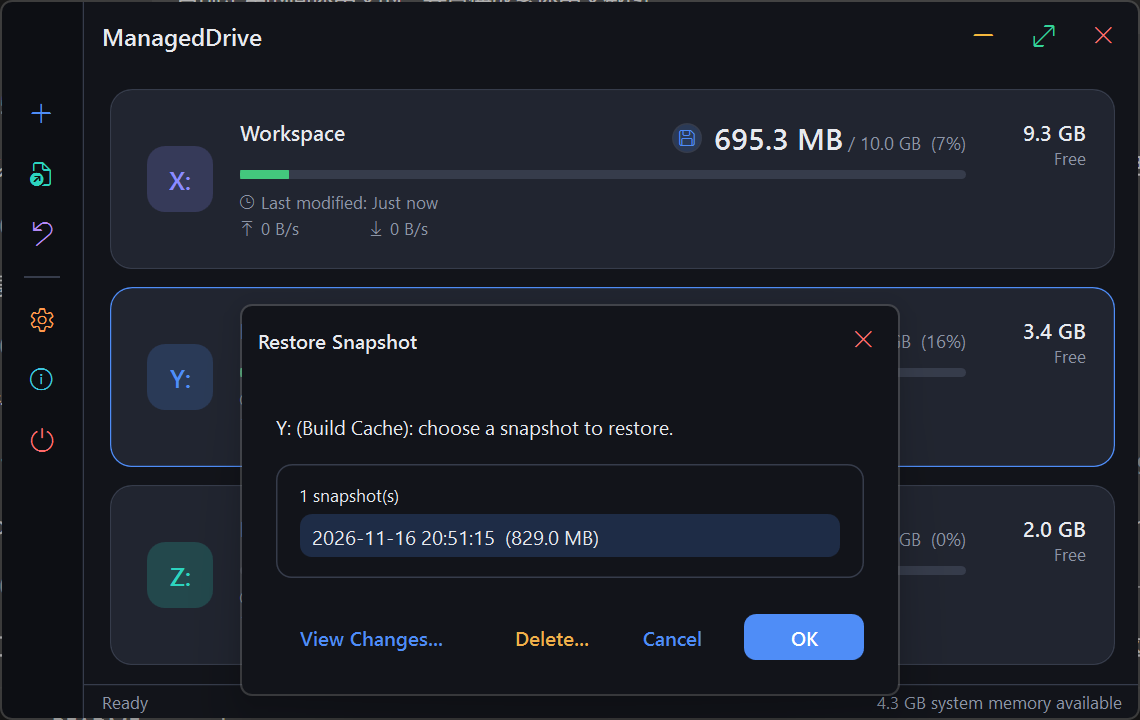 ManagedDrive
Workspace
695.3 MB / 10.0 GB (7%)
9.3 GB
Free
X:
Last modified: Just now
0 B/s 0 B/s
Y:
(16%)
3.4 GB
Free
Restore Snapshot
Y: (Build Cache): choose a snapshot to restore.
1 snapshot(s)
2026-11-16 20:51:15 (829.0 MB)
View Changes... Delete... Cancel OK
Z:
GB (0%)
2.0 GB
Free
Ready
4.3 GB system memory available